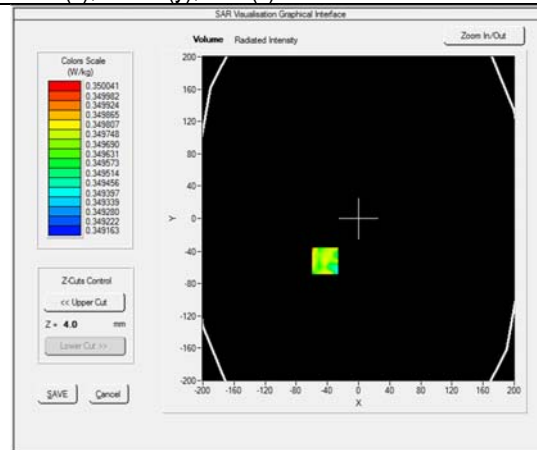 SAR Visualisation Graphical Interface
Volume Radiated Intensity
Zoom In/Out
Colors Scale
(W/kg)
0.350041
0.349982
0.349924
0.349865
0.349807
0.349748
0.349690
0.349631
0.349573
0.349514
0.349456
0.349397
0.349339
0.349280
0.349222
0.349163
Z-Cuts Control
<< Upper Cut
Z = 4.0 mm
Lower Cut >>
SAVE
Cancel
200-
160-
120-
80-
40-
0-
-40-
-80-
-120-
-160-
-200-
Y
-200 -160 -120 -80 -40 0 40 80 120 160 200
X